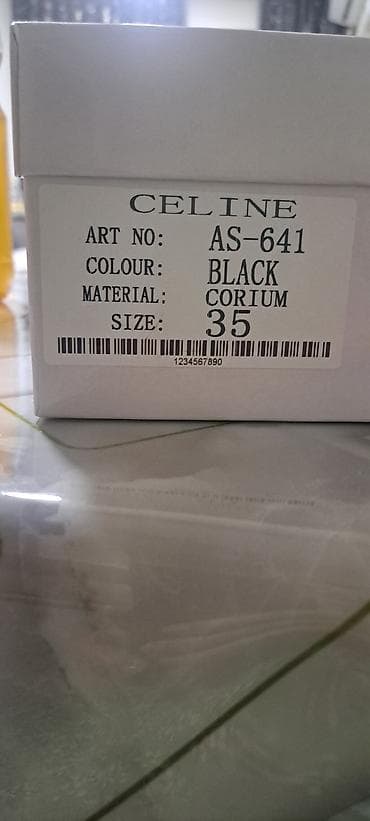 CELINE
ART NO: AS-641
COLOUR: BLACK
MATERIAL: CORIUM
SIZE: 35
1234567890